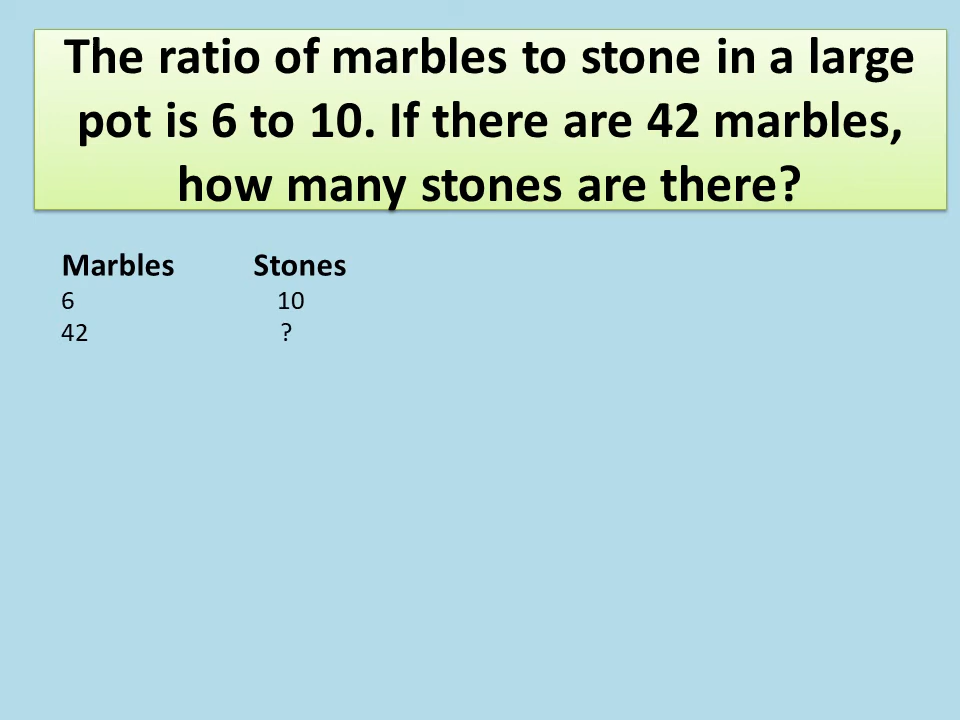 The ratio of marbles to stone in a large
pot is 6 to 10. If there are 42 marbles,
how many stones are there?
Marbles Stones
6 10
42 ?